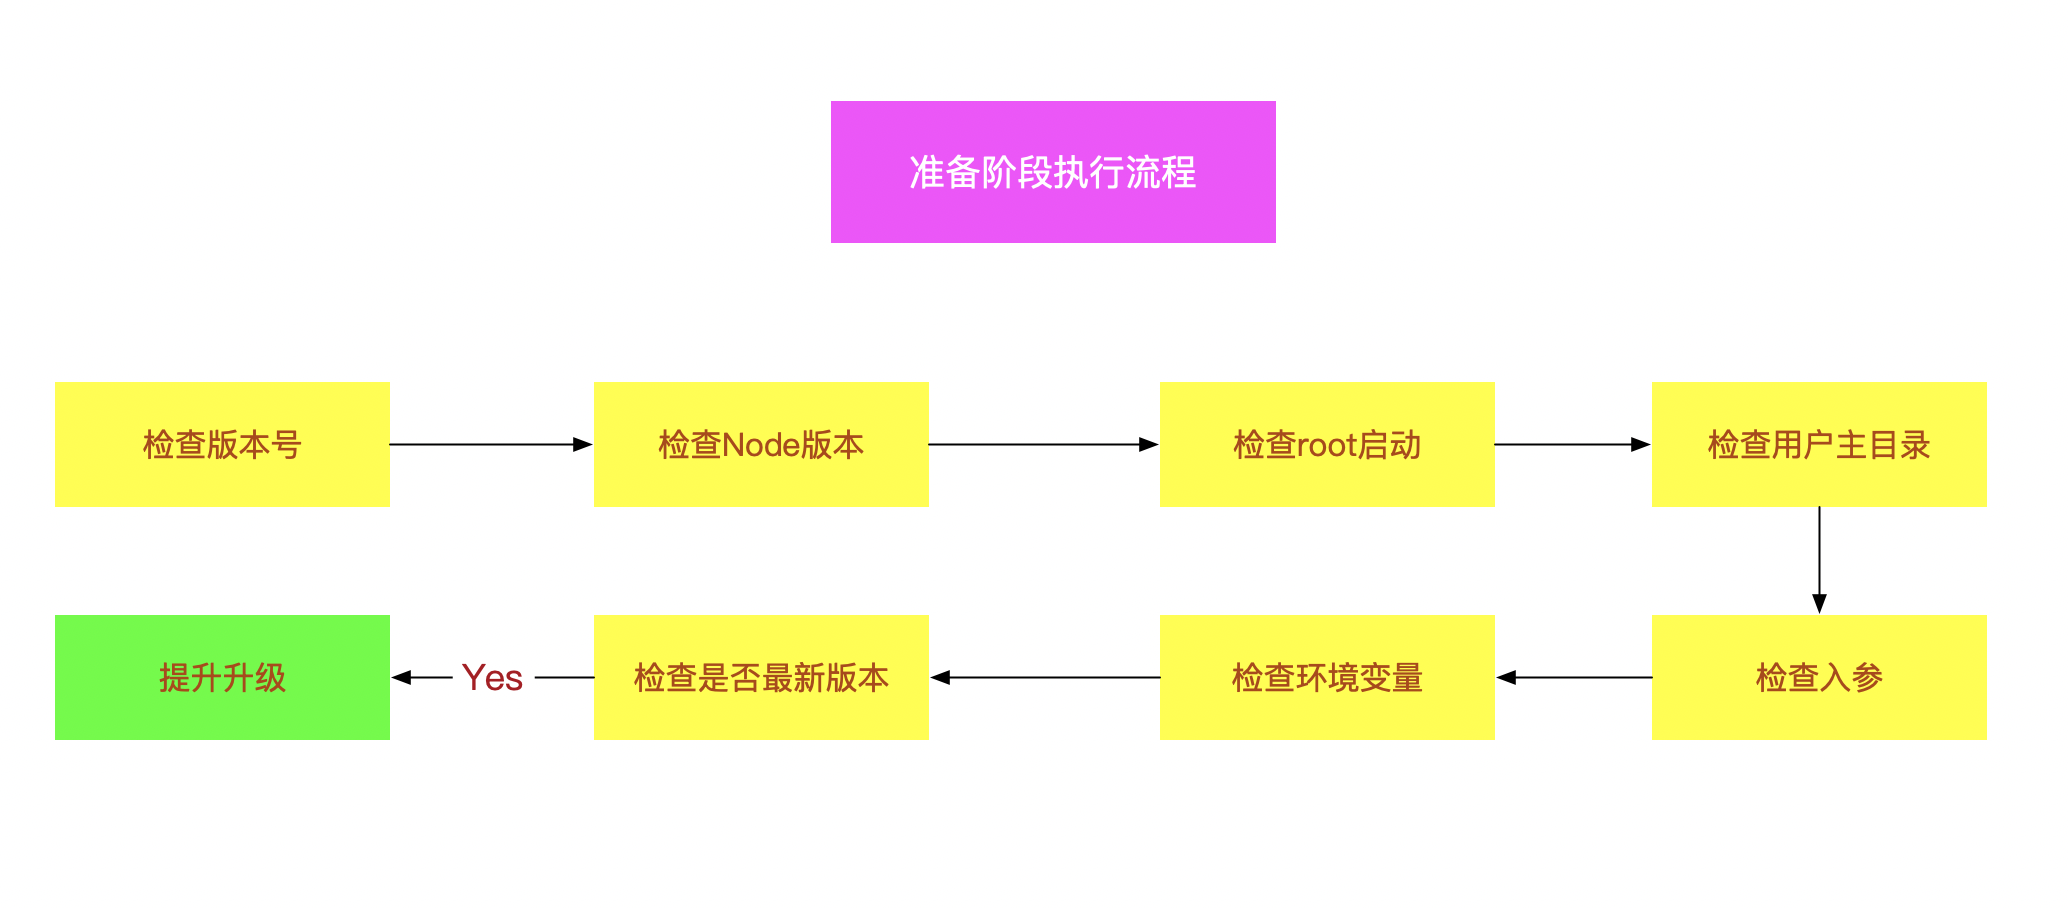 准备阶段执行流程
检查版本号
检查Node版本
检查root启动
检查用户主目录
检查入参
检查环境变量
检查是否最新版本
Yes
提升升级